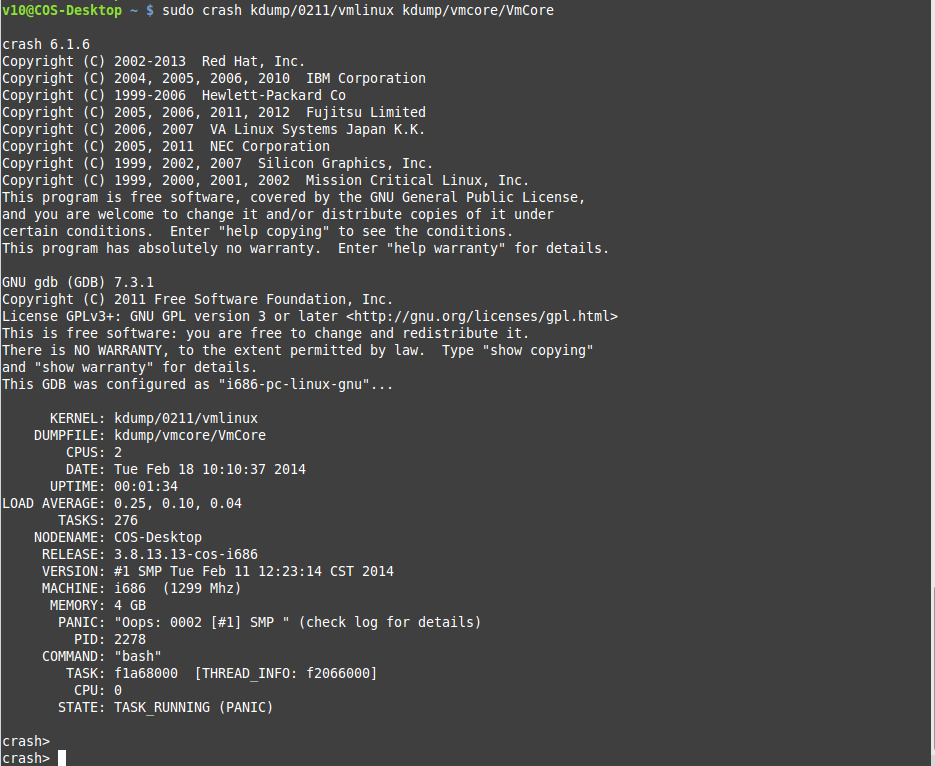 v10@COS-Desktop ~ $ sudo crash kdump/0211/vmlinux kdump/vmcore/VmCore
crash 6.1.6
Copyright (C) 2002-2013  Red Hat, Inc.
Copyright (C) 2004, 2005, 2006, 2010  IBM Corporation
Copyright (C) 1999-2006  Hewlett-Packard Co
Copyright (C) 2005, 2006, 2011, 2012  Fujitsu Limited
Copyright (C) 2006, 2007  VA Linux Systems Japan K.K.
Copyright (C) 2005, 2011  NEC Corporation
Copyright (C) 1999, 2002, 2007  Silicon Graphics, Inc.
Copyright (C) 1999, 2000, 2001, 2002  Mission Critical Linux, Inc.
This program is free software, covered by the GNU General Public License,
and you are welcome to change it and/or distribute copies of it under
certain conditions.  Enter "help copying" to see the conditions.
This program has absolutely no warranty.  Enter "help warranty" for details.
GNU gdb (GDB) 7.3.1
Copyright (C) 2011 Free Software Foundation, Inc.
License GPLv3+: GNU GPL version 3 or later <http://gnu.org/licenses/gpl.html>
This is free software: you are free to change and redistribute it.
There is NO WARRANTY, to the extent permitted by law.  Type "show copying"
and "show warranty" for details.
This GDB was configured as "i686-pc-linux-gnu"...
KERNEL: kdump/0211/vmlinux
DUMPFILE: kdump/vmcore/VmCore
CPUS: 2
DATE: Tue Feb 18 10:10:37 2014
UPTIME: 00:01:34
LOAD AVERAGE: 0.25, 0.10, 0.04
TASKS: 276
NODENAME: COS-Desktop
RELEASE: 3.8.13.13-cos-i686
VERSION: #1 SMP Tue Feb 11 12:23:14 CST 2014
MACHINE: i686  (1299 Mhz)
MEMORY: 4 GB
PANIC: "Oops: 0002 [#1] SMP " (check log for details)
PID: 2278
COMMAND: "bash"
TASK: f1a68000  [THREAD_INFO: f2066000]
CPU: 0
STATE: TASK_RUNNING (PANIC)
crash>
crash>